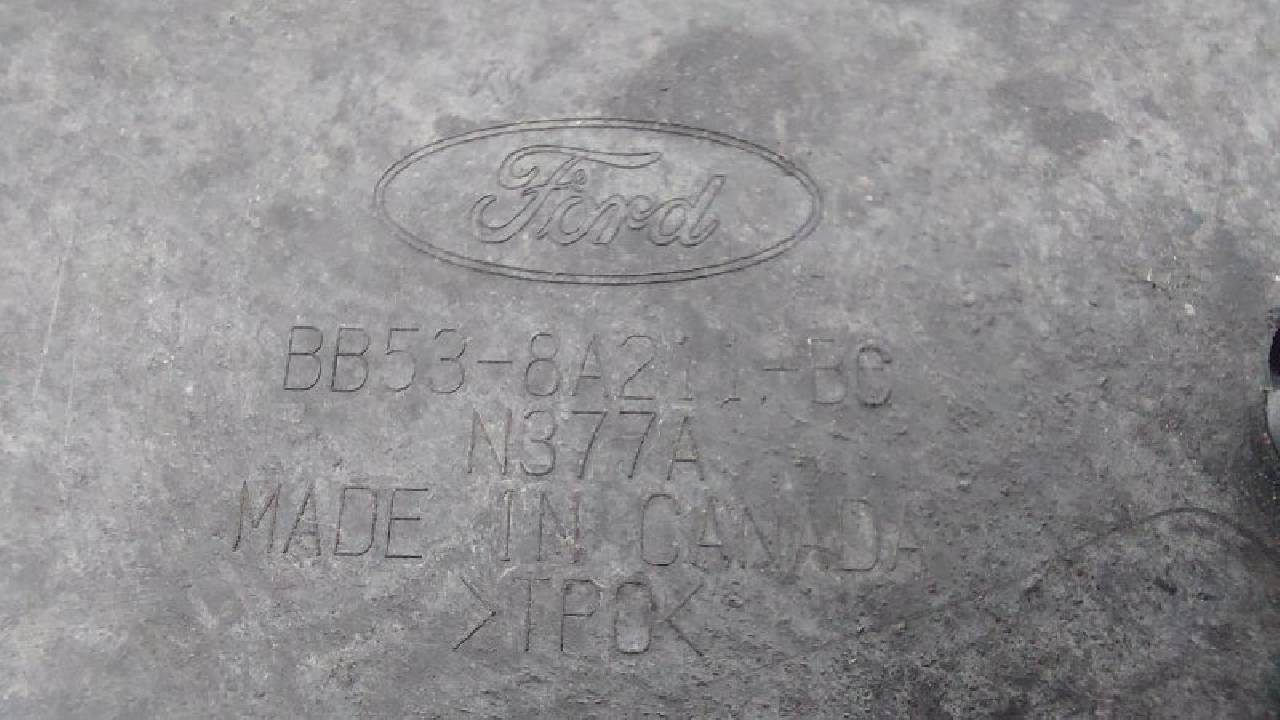 Ford
BB53-8A211-BC
N377A
MADE IN CANADA
>TPO<